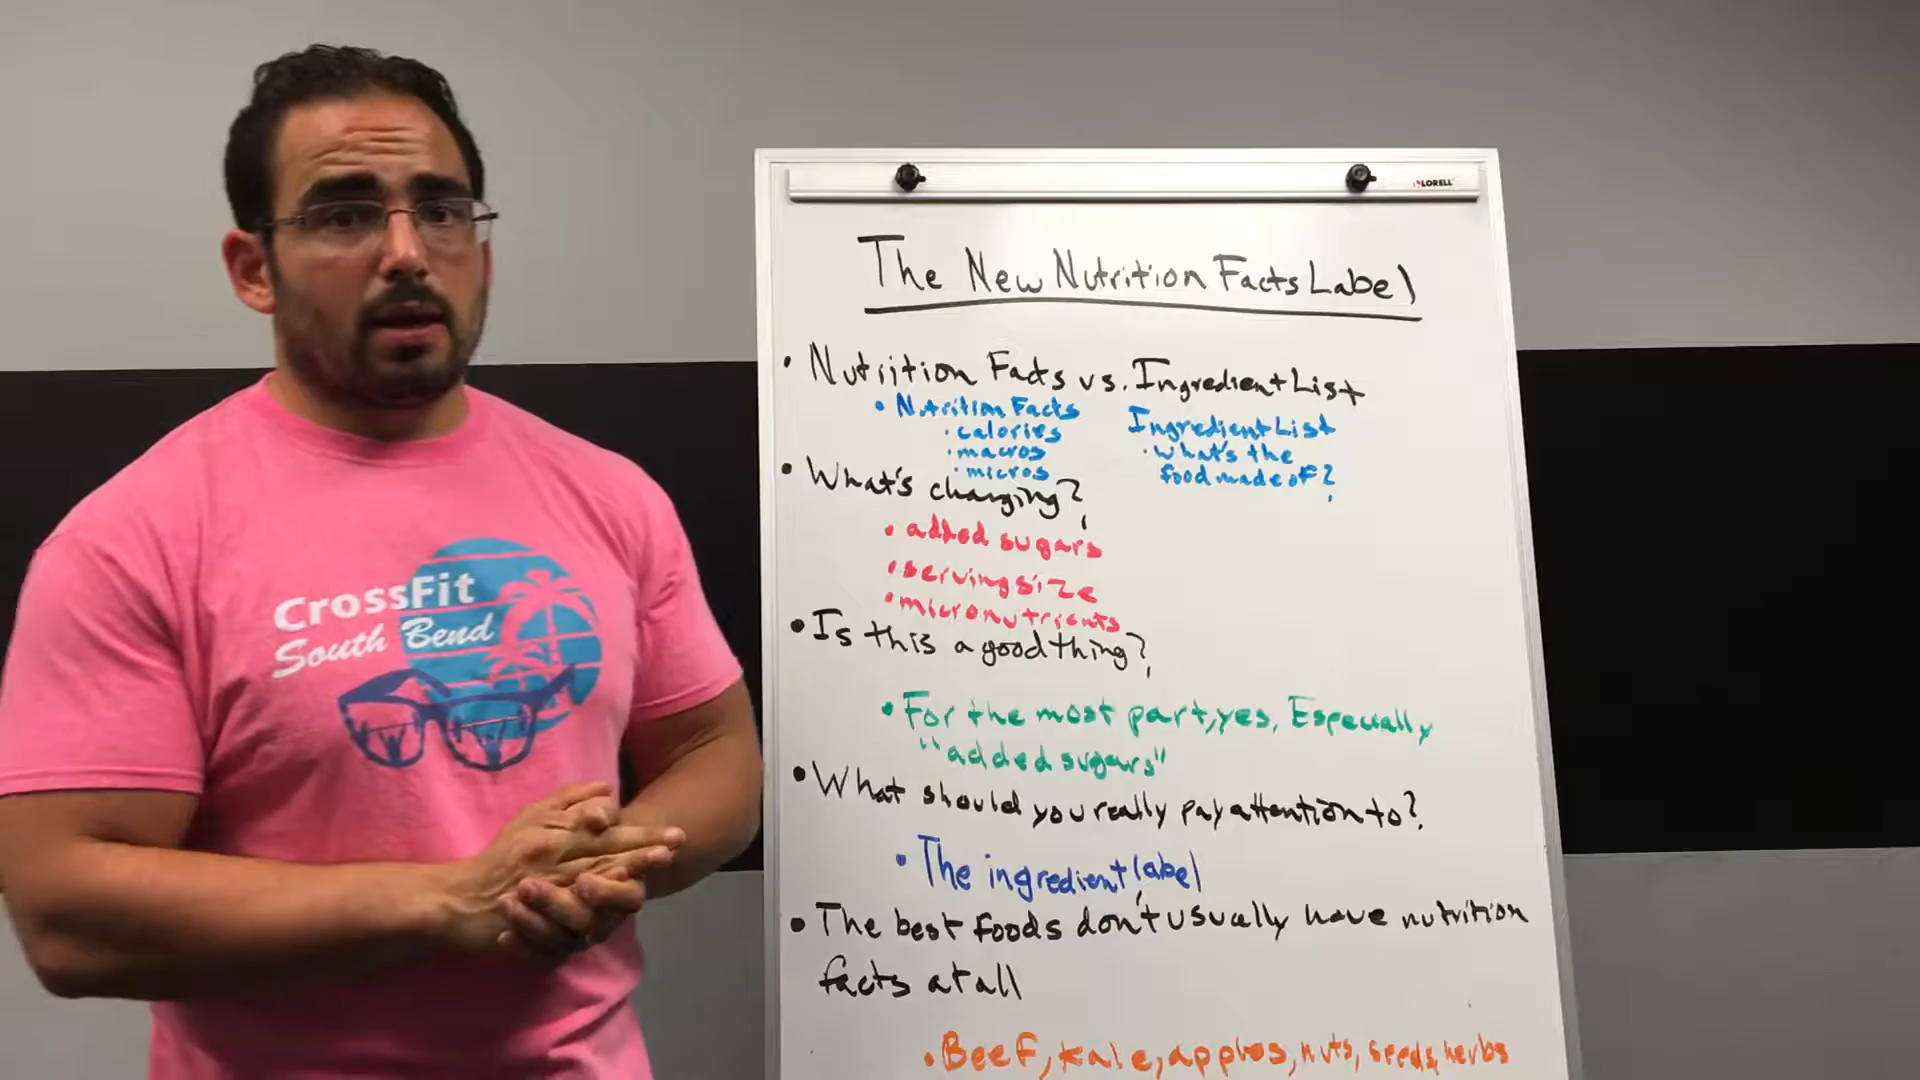 CrossFit
South Bend
LORELL
The New Nutrition Facts Label
• Nutrition Facts vs. Ingredient List
• Nutrition Facts
• calories
• macros
• micros
Ingredient List
• what's the
food made of?
• What's changing?
• added sugars
• serving size
• micronutrients
• Is this a good thing?
• For the most part, yes. Especially
"added sugars"
• What should you really pay attention to?
• The ingredient label
• The best foods don't usually have nutrition
facts at all
• Beef, kale, apples, nuts, seeds, herbs